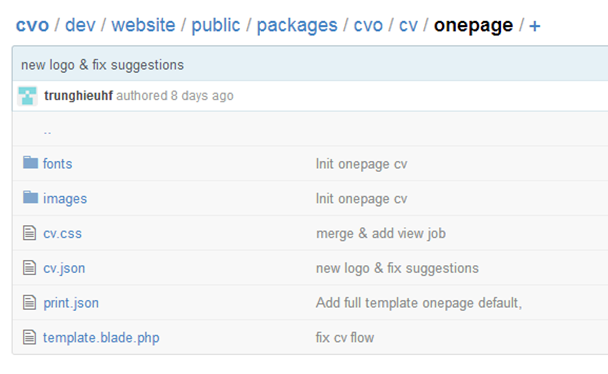 cvo / dev / website / public / packages / cvo / cv / onepage / +
new logo & fix suggestions
trunghieuhf authored 8 days ago
..
fonts Init onepage cv
images Init onepage cv
cv.css merge & add view job
cv.json new logo & fix suggestions
print.json Add full template onepage default,
template.blade.php fix cv flow